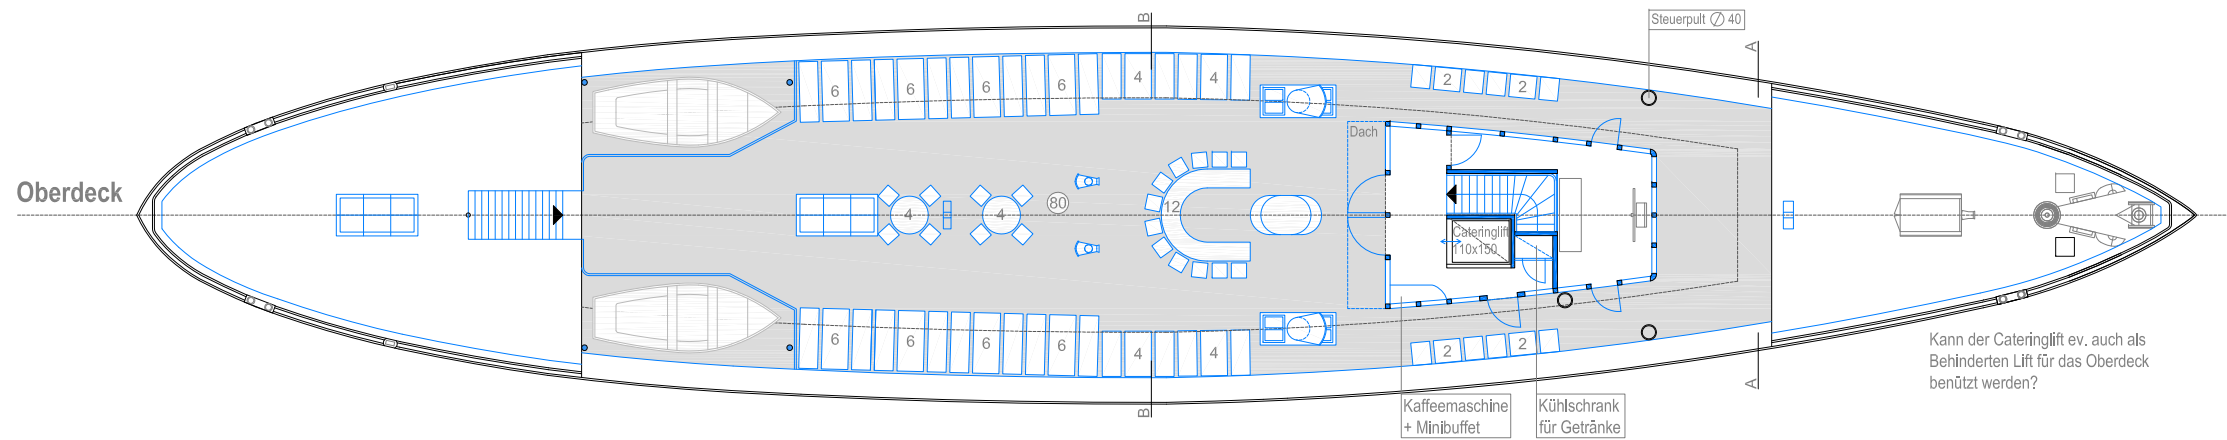 B
Steuerpult ∅ 40
A
6 6 6 6 4 4 2 2
Dach
Oberdeck
4 4 80 12
Cateringlift
110x150
6 6 6 6 4 4 2 2
Kann der Cateringlift ev. auch als
Behinderten Lift für das Oberdeck
benützt werden?
A
B
Kaffeemaschine
+ Minibuffet
Kühlschrank
für Getränke